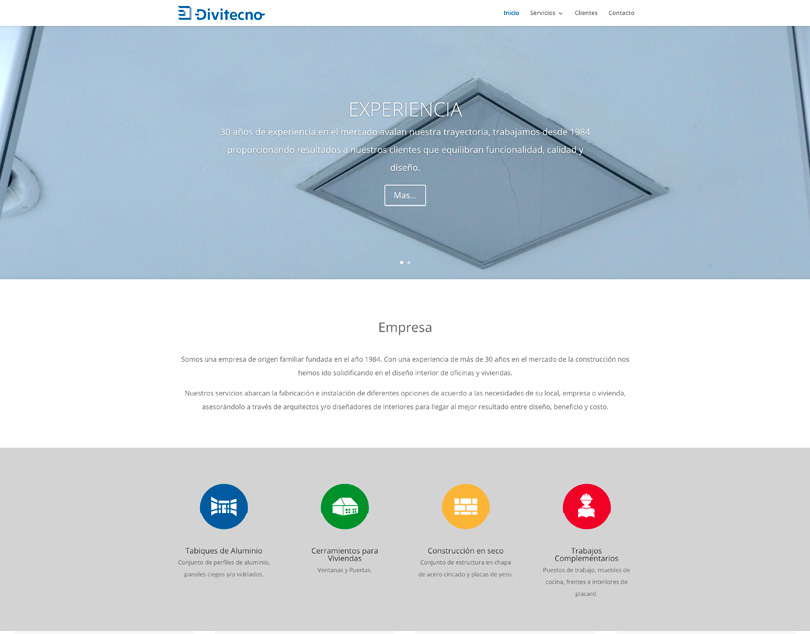 Divitecno
Inicio Servicios Clientes Contacto
EXPERIENCIA
30 años de experiencia en el mercado avalan nuestra trayectoria, trabajamos desde 1984
proporcionando resultados a nuestros clientes que equilibran funcionalidad, calidad y
diseño.
Mas...
Empresa
Somos una empresa de origen familiar fundada en el año 1984. Con una experiencia de más de 30 años en el mercado de la construcción nos
hemos ido solidificando en el diseño interior de oficinas y viviendas.
Nuestros servicios abarcan la fabricación e instalación de diferentes opciones de acuerdo a las necesidades de su local, empresa o vivienda,
asesorándolo a través de arquitectos y/o diseñadores de interiores para llegar al mejor resultado entre diseño, beneficio y costo.
Tabiques de Aluminio
Conjunto de perfiles de aluminio,
paneles ciegos y/o vidriados.
Cerramientos para
Viviendas
Ventanas y Puertas.
Construcción en seco
Conjunto de estructura en chapa
de acero cincado y placas de yeso.
Trabajos
Complementarios
Puestos de trabajo, muebles de
cocina, frentes e interiores de
placard.